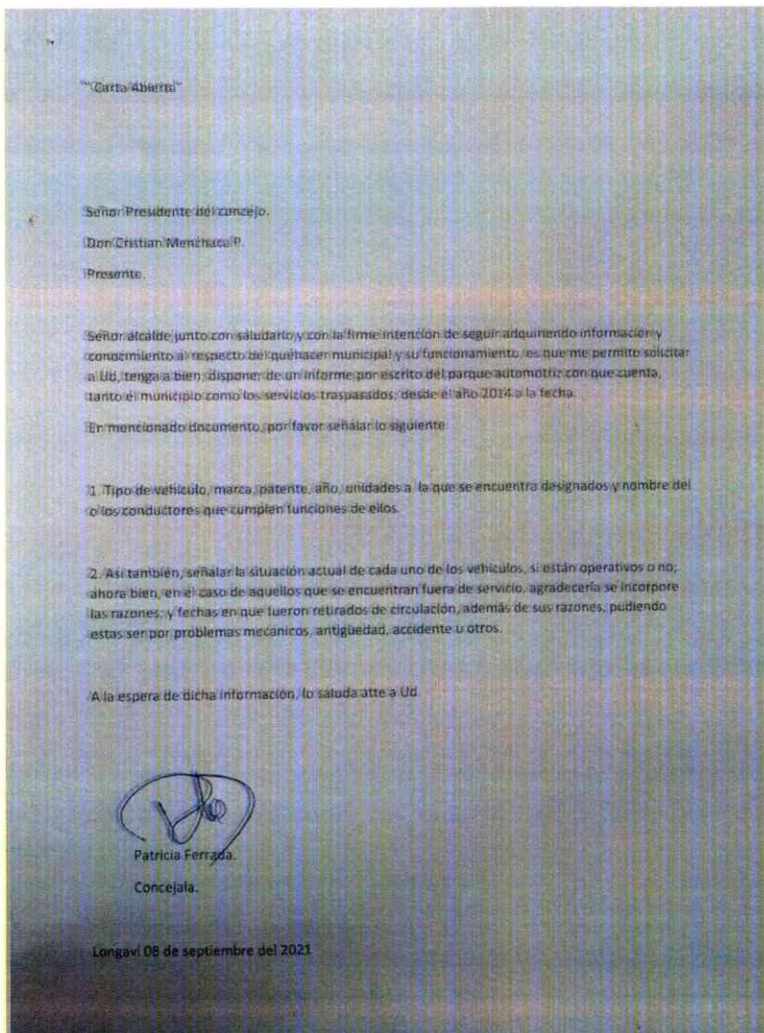 "Carta Abierta"
Señor Presidente del concejo.
Don Cristian Menchaca P.
Presente.
Señor alcalde junto con saludarlo y con la firme intención de seguir adquiriendo información y
conocimiento al respecto del quehacer municipal y su funcionamiento, es que me permito solicitar
a Ud, tenga a bien, disponer de un informe por escrito del parque automotriz con que cuenta,
tanto el municipio como los servicios traspasados, desde el año 2014 a la fecha.
En mencionado documento, por favor señalar lo siguiente
1. Tipo de vehículo, marca, patente, año, unidades a la que se encuentra designados y nombre del
o los conductores que cumplen funciones de ellos.
2. Así también, señalar la situación actual de cada uno de los vehículos, si están operativos o no;
ahora bien, en el caso de aquellos que se encuentran fuera de servicio, agradecería se incorpore
las razones, y fechas en que fueron retirados de circulación, además de sus razones, pudiendo
estas ser por problemas mecánicos, antigüedad, accidente u otros.
A la espera de dicha información, lo saluda atte a Ud
Patricia Ferrada.
Concejala.
Longaví 08 de septiembre del 2021